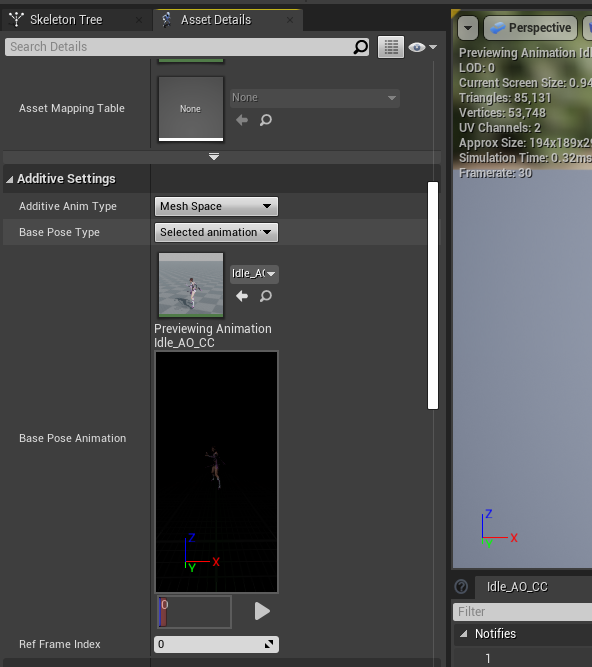 Skeleton Tree
Asset Details
Search Details
Asset Mapping Table
None
None
Additive Settings
Additive Anim Type
Mesh Space
Base Pose Type
Selected animation
Idle_AC
Previewing Animation
Idle_AO_CC
Base Pose Animation
Z
X
Y
0
Ref Frame Index
0
Perspective
Previewing Animation Idl
LOD: 0
Current Screen Size: 0.94
Triangles: 85,131
Vertices: 53,748
UV Channels: 2
Approx Size: 194x189x29
Simulation Time: 0.32ms
Framerate: 30
Z
X
Y
Idle_AO_CC
Filter
Notifies
1